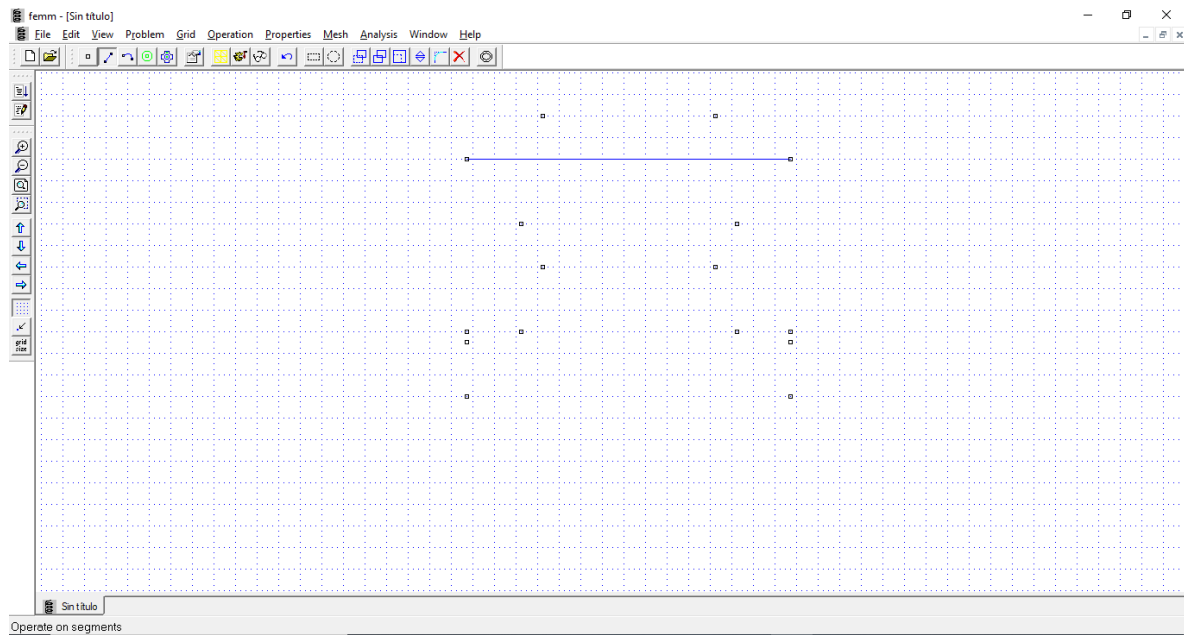 femm - [Sin título]
File Edit View Problem Grid Operation Properties Mesh Analysis Window Help
grid
size
Sin título
Operate on segments